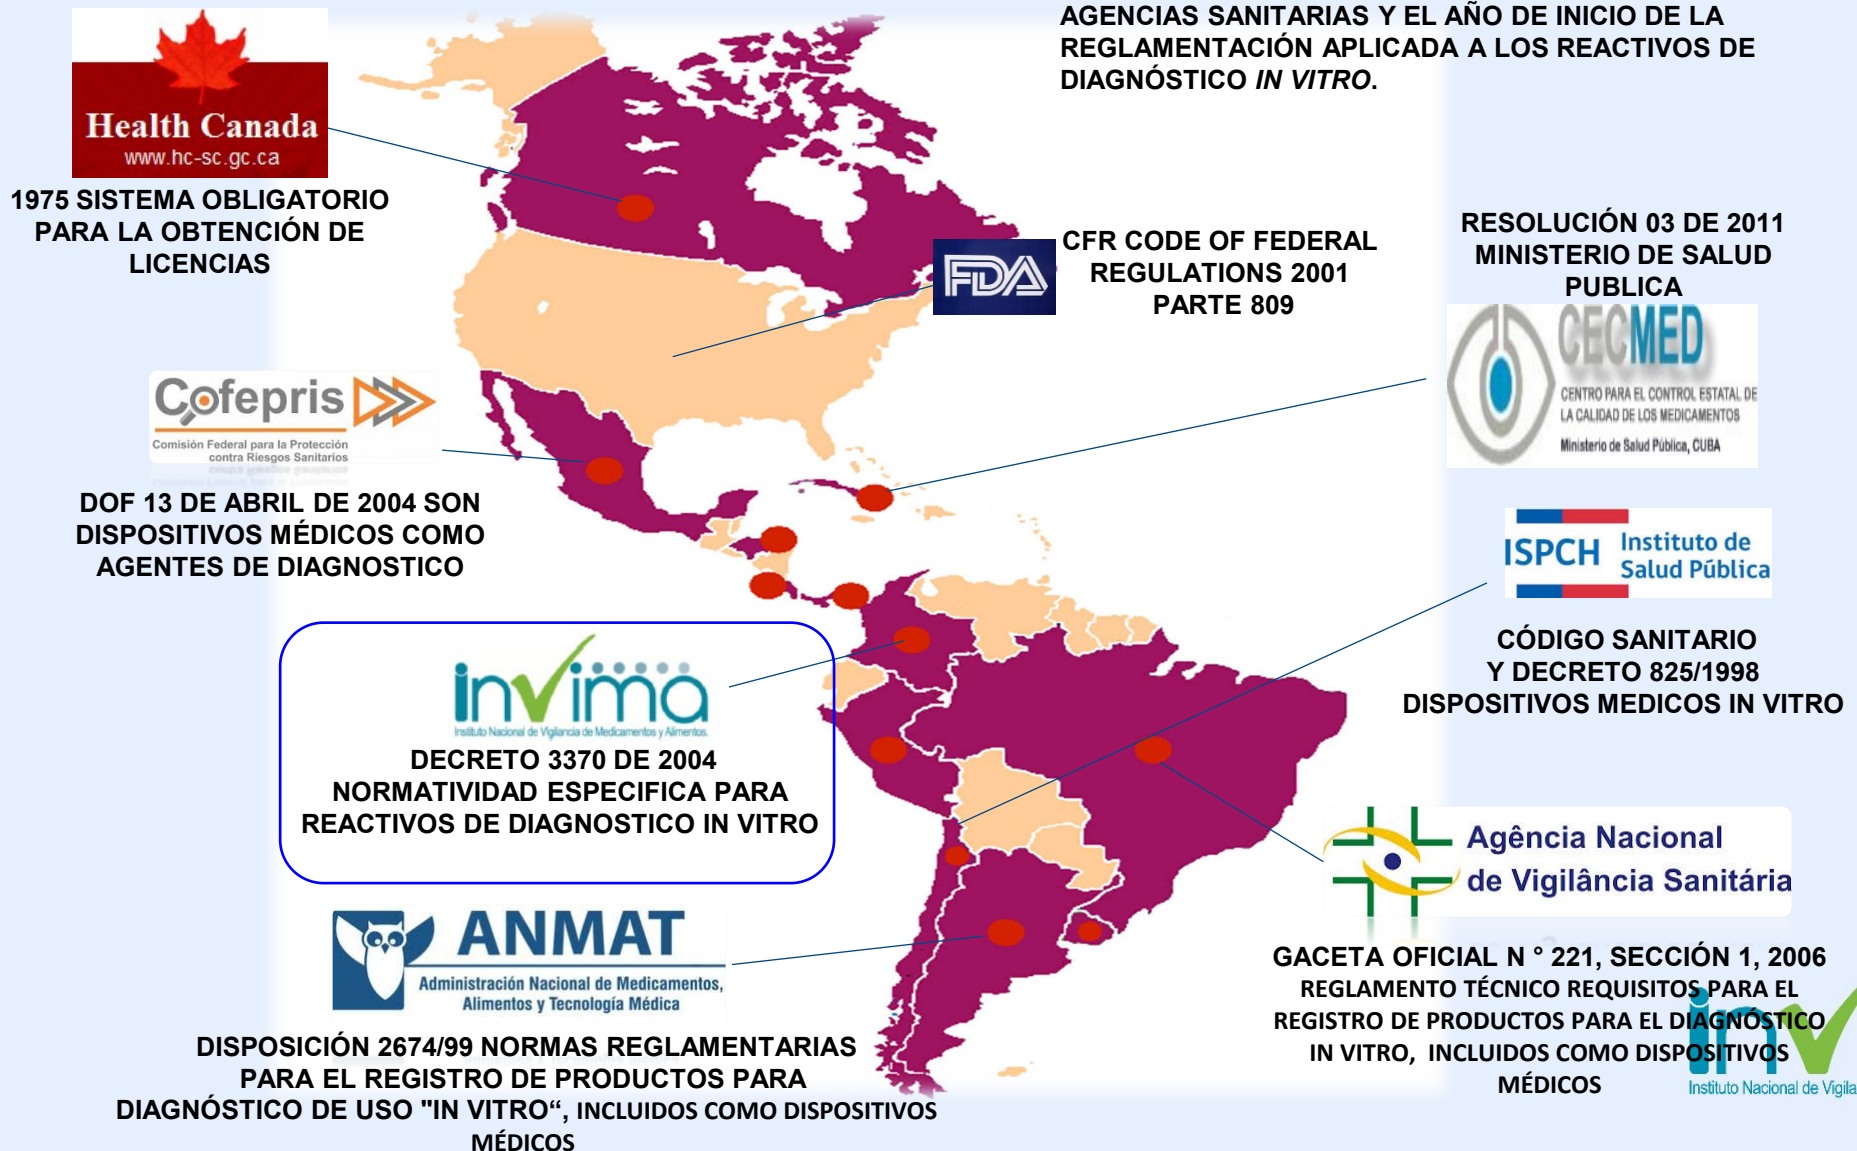 AGENCIAS SANITARIAS Y EL AÑO DE INICIO DE LA
REGLAMENTACIÓN APLICADA A LOS REACTIVOS DE
DIAGNÓSTICO IN VITRO.
Health Canada
www.hc-sc.gc.ca
1975 SISTEMA OBLIGATORIO
PARA LA OBTENCIÓN DE
LICENCIAS
FDA
CFR CODE OF FEDERAL
REGULATIONS 2001
PARTE 809
RESOLUCIÓN 03 DE 2011
MINISTERIO DE SALUD
PUBLICA
CECMED
CENTRO PARA EL CONTROL ESTATAL DE
LA CALIDAD DE LOS MEDICAMENTOS
Ministerio de Salud Pública, CUBA
Cofepris
Comisión Federal para la Protección
contra Riesgos Sanitarios
DOF 13 DE ABRIL DE 2004 SON
DISPOSITIVOS MÉDICOS COMO
AGENTES DE DIAGNOSTICO
ISPCH
Instituto de
Salud Pública
CÓDIGO SANITARIO
Y DECRETO 825/1998
DISPOSITIVOS MEDICOS IN VITRO
invima
Instituto Nacional de Vigilancia de Medicamentos y Alimentos.
DECRETO 3370 DE 2004
NORMATIVIDAD ESPECIFICA PARA
REACTIVOS DE DIAGNOSTICO IN VITRO
Agência Nacional
de Vigilância Sanitária
GACETA OFICIAL N ° 221, SECCIÓN 1, 2006
REGLAMENTO TÉCNICO REQUISITOS PARA EL
REGISTRO DE PRODUCTOS PARA EL DIAGNÓSTICO
IN VITRO, INCLUIDOS COMO DISPOSITIVOS
MÉDICOS
ANMAT
Administración Nacional de Medicamentos,
Alimentos y Tecnología Médica
DISPOSICIÓN 2674/99 NORMAS REGLAMENTARIAS
PARA EL REGISTRO DE PRODUCTOS PARA
DIAGNÓSTICO DE USO "IN VITRO“, INCLUIDOS COMO DISPOSITIVOS
MÉDICOS
inv
Instituto Nacional de Vigila